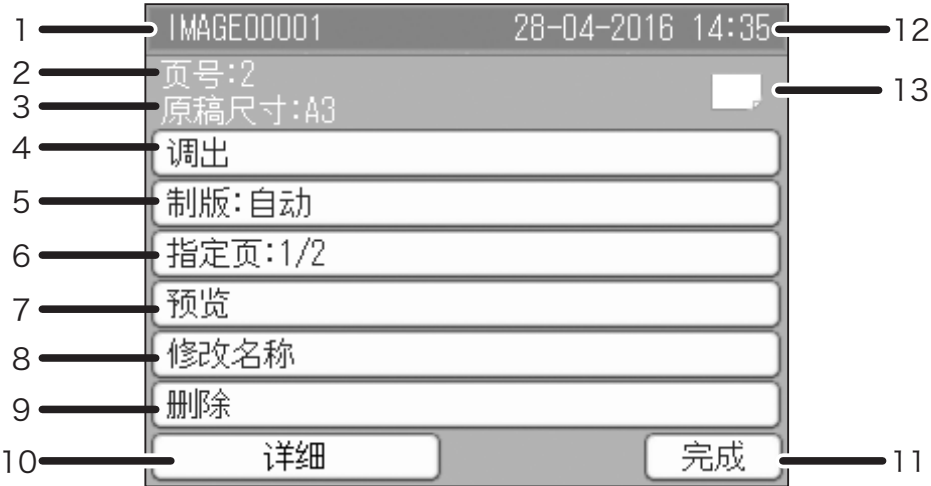 1 IMAGE00001 28-04-2016 14:35 12
2 页号:2
13
3 原稿尺寸:A3
4 调出
5 制版:自动
6 指定页:1/2
7 预览
8 修改名称
9 删除
10 详细 完成 11